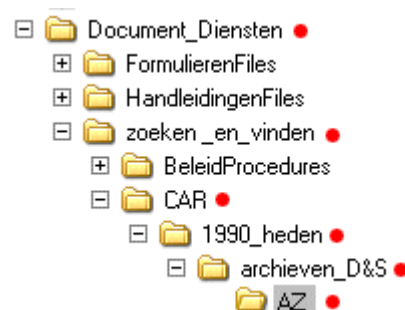 Document_Diensten
FormulierenFiles
HandleidingenFiles
zoeken _en_vinden
BeleidProcedures
CAR
1990_heden
archieven_D&S
AZ